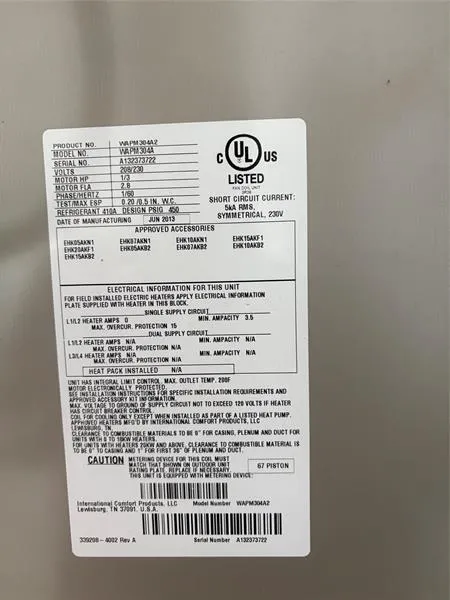 PRODUCT NO. WAPM304A2
MODEL NO. WAPM304A
SERIAL NO. A132373722
VOLTS 208/230
MOTOR HP 1/3
MOTOR FLA 2.8
PHASE/HERTZ 1/60
TEST/MAX ESP 0.20 /0.5 IN. W.C.
REFRIGERANT 410A DESIGN PSIG 450
DATE OF MANUFACTURING JUN 2013
C UL US
LISTED
FAN COIL UNIT
SHORT CIRCUIT CURRENT:
5kA RMS,
SYMMETRICAL, 230V
APPROVED ACCESSORIES
EHK05AKN1 EHK07AKN1 EHK10AKN1 EHK15AKF1
EHK20AKF1 EHK05AKB2 EHK07AKB2 EHK10AKB2
EHK15AKB2
ELECTRICAL INFORMATION FOR THIS UNIT
FOR FIELD INSTALLED ELECTRIC HEATERS APPLY ELECTRICAL INFORMATION
PLATE SUPPLIED WITH HEATER IN THIS BLOCK.
SINGLE SUPPLY CIRCUIT
L1/L2 HEATER AMPS 0 MIN. AMPACITY 3.5
MAX. OVERCUR. PROTECTION 15
DUAL SUPPLY CIRCUIT
L1/L2 HEATER AMPS N/A MIN. AMPACITY N/A
MAX. OVERCUR. PROTECTION N/A
L3/L4 HEATER AMPS N/A MIN. AMPACITY N/A
MAX. OVERCUR. PROTECTION N/A
HEAT PACK INSTALLED N/A
UNIT HAS INTEGRAL LIMIT CONTROL. MAX. OUTLET TEMP. 200F
MOTOR ELECTRONICALLY PROTECTED.
SEE INSTALLATION INSTRUCTIONS FOR SPECIFIC INSTALLATION REQUIREMENTS AND
APPROVED ACCESSORY KIT INFORMATION.
MAX. VOLTAGE TO GROUND OF SUPPLY CIRCUIT NOT TO EXCEED 120 VOLTS IF HEATER
HAS CIRCUIT BREAKER CONTROL
COIL FOR COOLING ONLY EXCEPT WHEN INSTALLED AS PART OF A LISTED HEAT PUMP.
APPROVED HEATERS MF'D BY INTERNATIONAL COMFORT PRODUCTS, LLC
LEWISBURG, TN
CLEARANCE TO COMBUSTIBLE MATERIALS TO BE 0" FOR CASING, PLENUM AND DUCT FOR
UNITS WITH 0 TO 18KW HEATERS.
FOR UNITS WITH HEATERS 20KW AND ABOVE, CLEARANCE TO COMBUSTIBLE MATERIAL IS
TO BE 0" TO CASING AND 1" FOR FIRST 36" OF PLENUM AND DUCT.
CAUTION METERING DEVICE FOR THIS COIL MUST
MATCH THAT SHOWN ON OUTDOOR UNIT
RATING PLATE. REPLACE IF NECESSARY.
THIS UNIT IS EQUIPPED WITH METERING DEVICE:
67 PISTON
International Comfort Products, LLC
Lewisburg, TN 37091. U.S.A.
Model Number WAPM304A2
339208-4002 Rev A
Serial Number A132373722